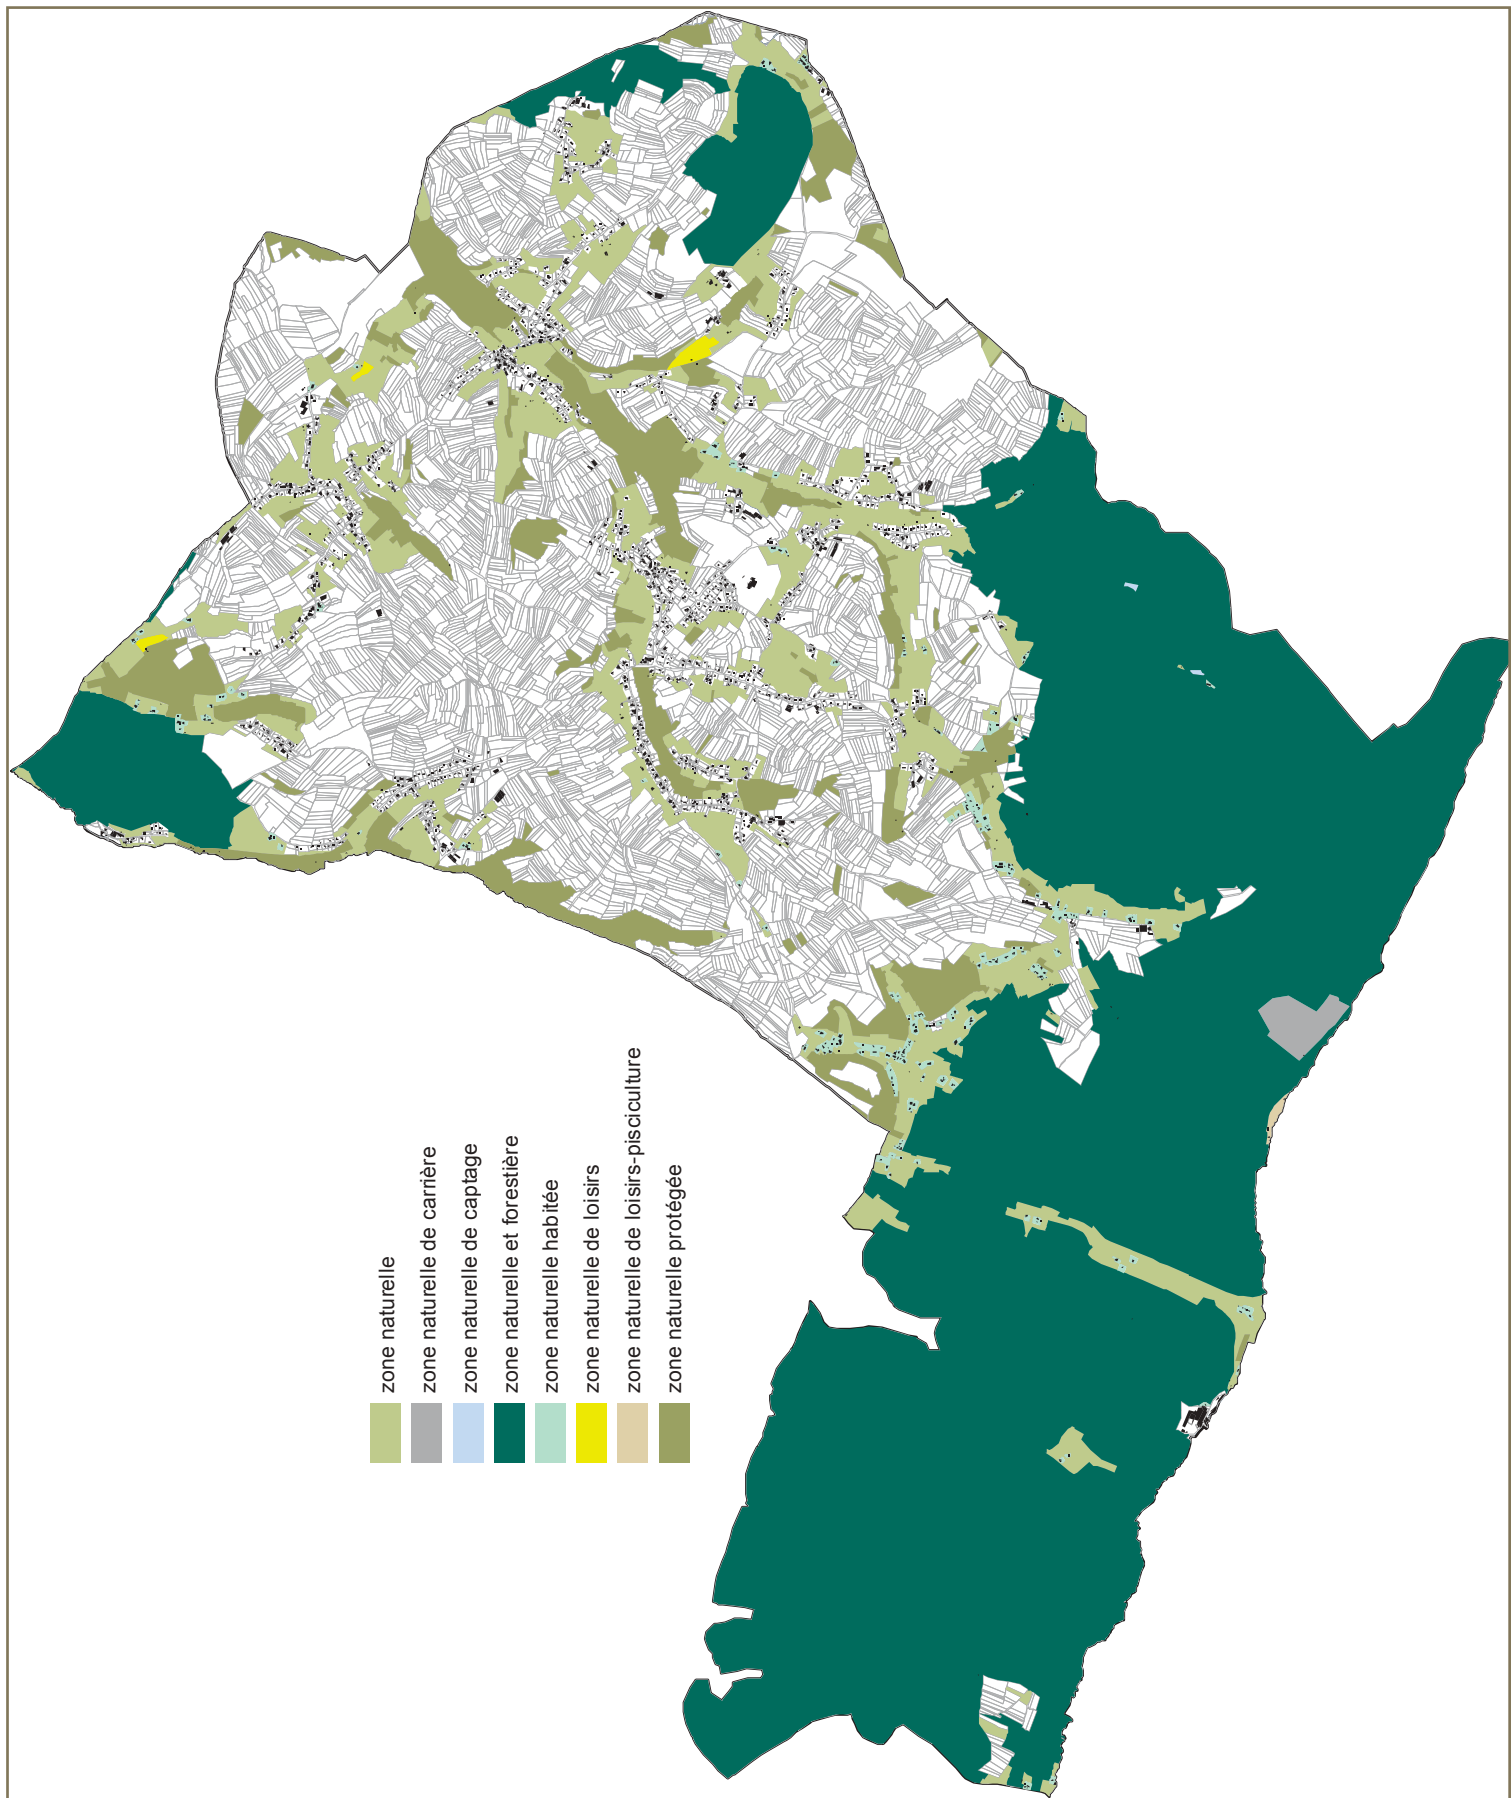 zone naturelle
zone naturelle de carrière
zone naturelle de captage
zone naturelle et forestière
zone naturelle habitée
zone naturelle de loisirs
zone naturelle de loisirs-pisciculture
zone naturelle protégée